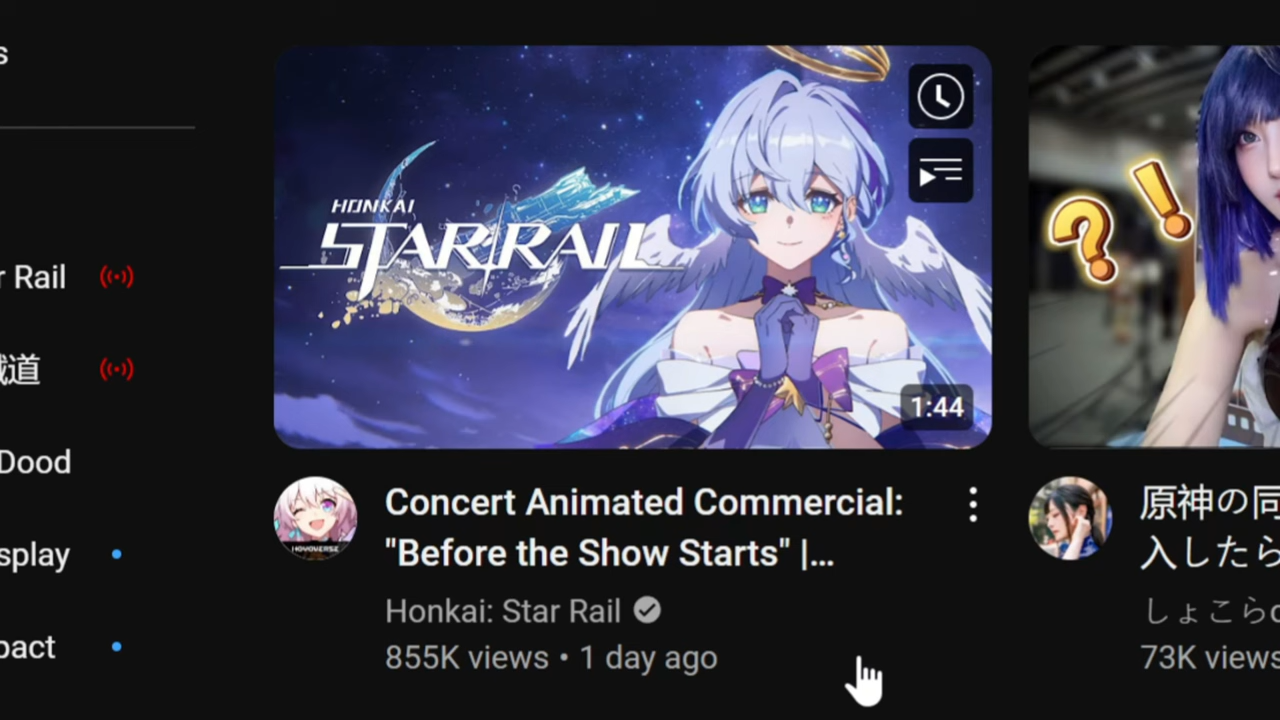 s
r Rail
道
Dood
splay
pact
HONKAI
STAR RAIL
1:44
HOYOVERSE
Concert Animated Commercial:
"Before the Show Starts" |...
Honkai: Star Rail
855K views • 1 day ago
?!
原神の同
入したら
しょこらc
73K views